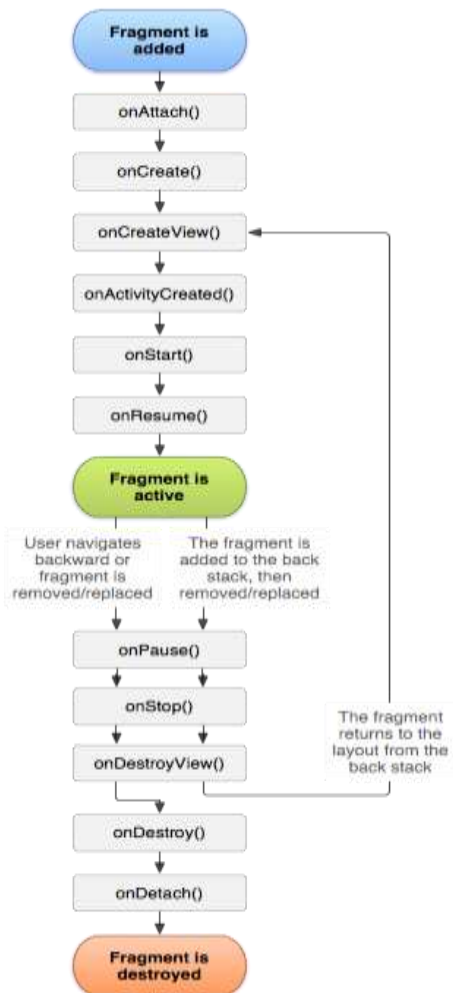 Fragment is
added
onAttach()
onCreate()
onCreateView()
onActivityCreated()
onStart()
onResume()
Fragment is
active
User navigates
backward or
fragment is
removed/replaced
The fragment is
added to the back
stack, then
removed/replaced
onPause()
onStop()
onDestroyView()
The fragment
returns to the
layout from the
back stack
onDestroy()
onDetach()
Fragment is
destroyed